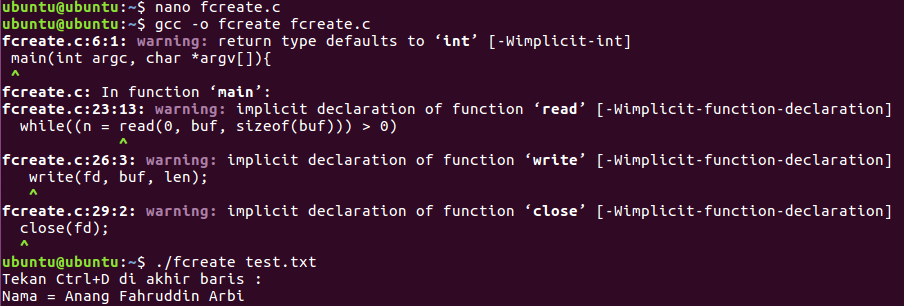 ubuntu@ubuntu:~$ nano fcreate.c
ubuntu@ubuntu:~$ gcc -o fcreate fcreate.c
fcreate.c:6:1: warning: return type defaults to ‘int’ [-Wimplicit-int]
 main(int argc, char *argv[]){
 ^
fcreate.c: In function ‘main’:
fcreate.c:23:13: warning: implicit declaration of function ‘read’ [-Wimplicit-function-declaration]
  while((n = read(0, buf, sizeof(buf))) > 0)
             ^
fcreate.c:26:3: warning: implicit declaration of function ‘write’ [-Wimplicit-function-declaration]
   write(fd, buf, len);
   ^
fcreate.c:29:2: warning: implicit declaration of function ‘close’ [-Wimplicit-function-declaration]
  close(fd);
  ^
ubuntu@ubuntu:~$ ./fcreate test.txt
Tekan Ctrl+D di akhir baris :
Nama = Anang Fahruddin Arbi